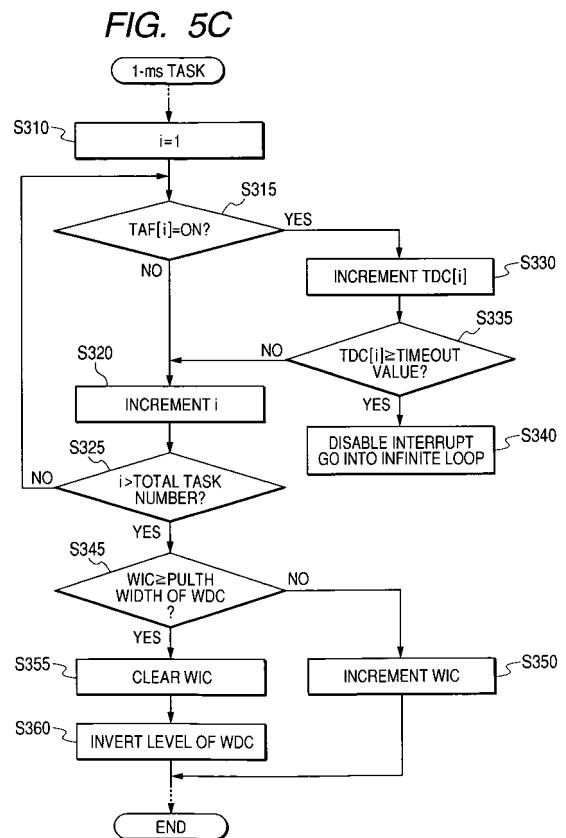 FIG. 5C
1-ms TASK
S310
i=1
S315
TAF[i]=ON?
YES
NO
INCREMENT TDC[i]
S330
S335
TDC[i]≥TIMEOUT
VALUE?
NO
YES
S320
INCREMENT i
DISABLE INTERRUPT
GO INTO INFINITE LOOP
S340
S325
i>TOTAL TASK
NUMBER?
NO
YES
S345
WIC≥PULTH
WIDTH OF WDC
?
NO
YES
S355
CLEAR WIC
INCREMENT WIC
S350
S360
INVERT LEVEL OF WDC
END